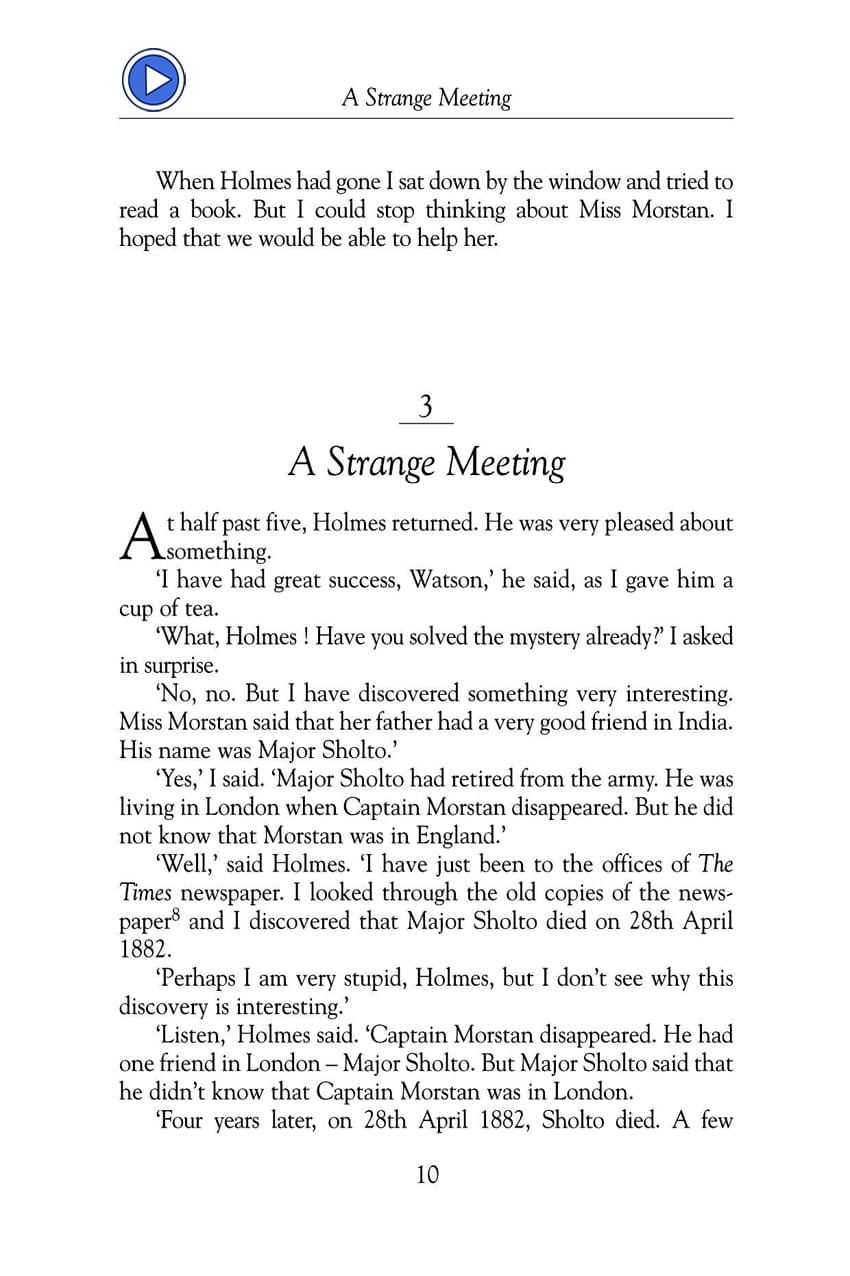 A Strange Meeting
When Holmes had gone I sat down by the window and tried to
read a book. But I could stop thinking about Miss Morstan. I
hoped that we would be able to help her.
3
A Strange Meeting
At half past five, Holmes returned. He was very pleased about
something.
‘I have had great success, Watson,’ he said, as I gave him a
cup of tea.
‘What, Holmes ! Have you solved the mystery already?’ I asked
in surprise.
‘No, no. But I have discovered something very interesting.
Miss Morstan said that her father had a very good friend in India.
His name was Major Sholto.’
‘Yes,’ I said. ‘Major Sholto had retired from the army. He was
living in London when Captain Morstan disappeared. But he did
not know that Morstan was in England.’
‘Well,’ said Holmes. ‘I have just been to the offices of The
Times newspaper. I looked through the old copies of the news-
paper⁸ and I discovered that Major Sholto died on 28th April
1882.
‘Perhaps I am very stupid, Holmes, but I don’t see why this
discovery is interesting.’
‘Listen,’ Holmes said. ‘Captain Morstan disappeared. He had
one friend in London – Major Sholto. But Major Sholto said that
he didn’t know that Captain Morstan was in London.
‘Four years later, on 28th April 1882, Sholto died. A few
10